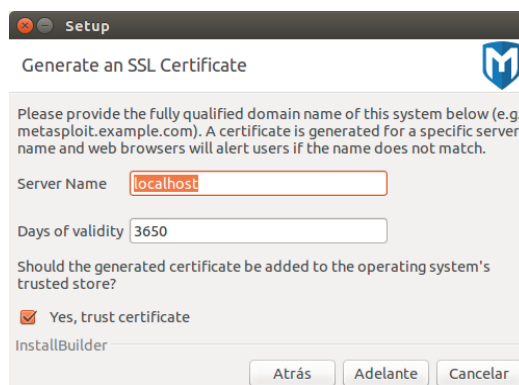 Setup
Generate an SSL Certificate
Please provide the fully qualified domain name of this system below (e.g.
metasploit.example.com). A certificate is generated for a specific server
name and web browsers will alert users if the name does not match.
Server Name localhost
Days of validity 3650
Should the generated certificate be added to the operating system's
trusted store?
Yes, trust certificate
InstallBuilder
Atrás Adelante Cancelar